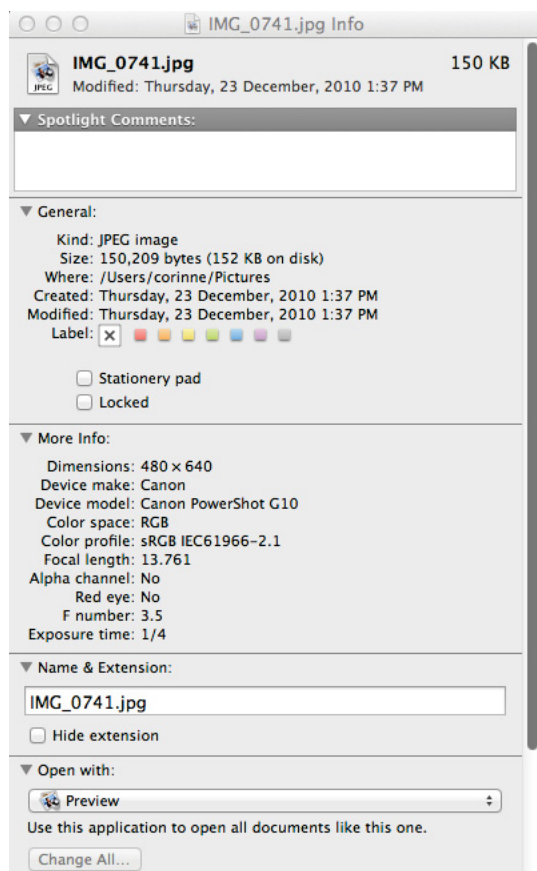 IMG_0741.jpg Info
IMG_0741.jpg 150 KB
JPEG Modified: Thursday, 23 December, 2010 1:37 PM
▼ Spotlight Comments:
▼ General:
Kind: JPEG image
Size: 150,209 bytes (152 KB on disk)
Where: /Users/corinne/Pictures
Created: Thursday, 23 December, 2010 1:37 PM
Modified: Thursday, 23 December, 2010 1:37 PM
Label:
Stationery pad
Locked
▼ More Info:
Dimensions: 480 × 640
Device make: Canon
Device model: Canon PowerShot G10
Color space: RGB
Color profile: sRGB IEC61966-2.1
Focal length: 13.761
Alpha channel: No
Red eye: No
F number: 3.5
Exposure time: 1/4
▼ Name & Extension:
IMG_0741.jpg
Hide extension
▼ Open with:
Preview
Use this application to open all documents like this one.
Change All...